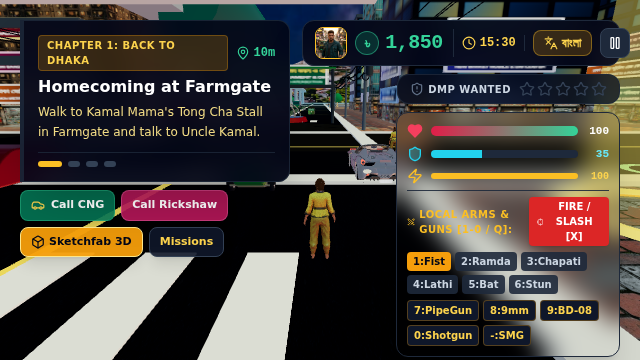 CHAPTER 1: BACK TO
DHAKA
10m
Homecoming at Farmgate
Walk to Kamal Mama's Tong Cha Stall
in Farmgate and talk to Uncle Kamal.
Call CNG
Call Rickshaw
Sketchfab 3D
Missions
৳ 1,850
15:30
বাংলা
DMP WANTED
100
35
100
LOCAL ARMS &
GUNS [1-0 / Q]:
FIRE /
SLASH
[X]
1:Fist 2:Ramda 3:Chapati
4:Lathi 5:Bat 6:Stun
7:PipeGun 8:9mm 9:BD-08
0:Shotgun -:SMG